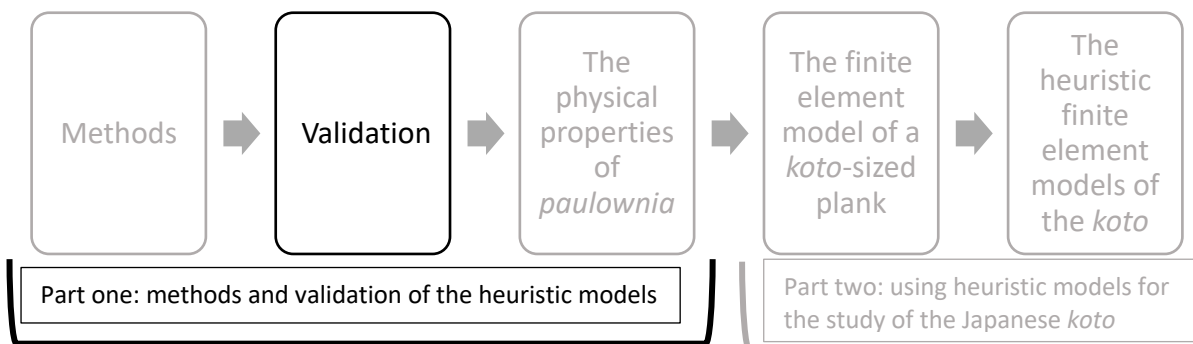 Methods
Validation
The
physical
properties
of
paulownia
The finite
element
model of a
koto-sized
plank
The
heuristic
finite
element
models of
the koto
Part one: methods and validation of the heuristic models
Part two: using heuristic models for
the study of the Japanese koto